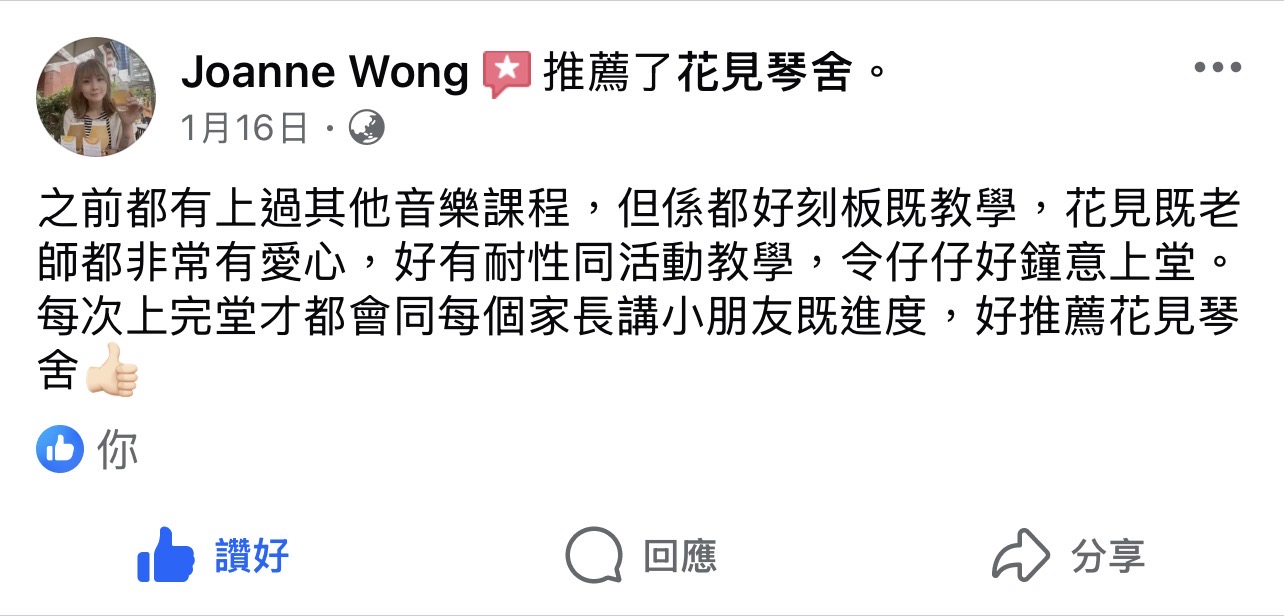 Joanne Wong 推薦了花見琴舍。
1月16日 ·
之前都有上過其他音樂課程，但係都好刻板既教學，花見既老
師都非常有愛心，好有耐性同活動教學，令仔仔好鐘意上堂。
每次上完堂才都會同每個家長講小朋友既進度，好推薦花見琴
舍👍🏻
你
讚好
回應
分享